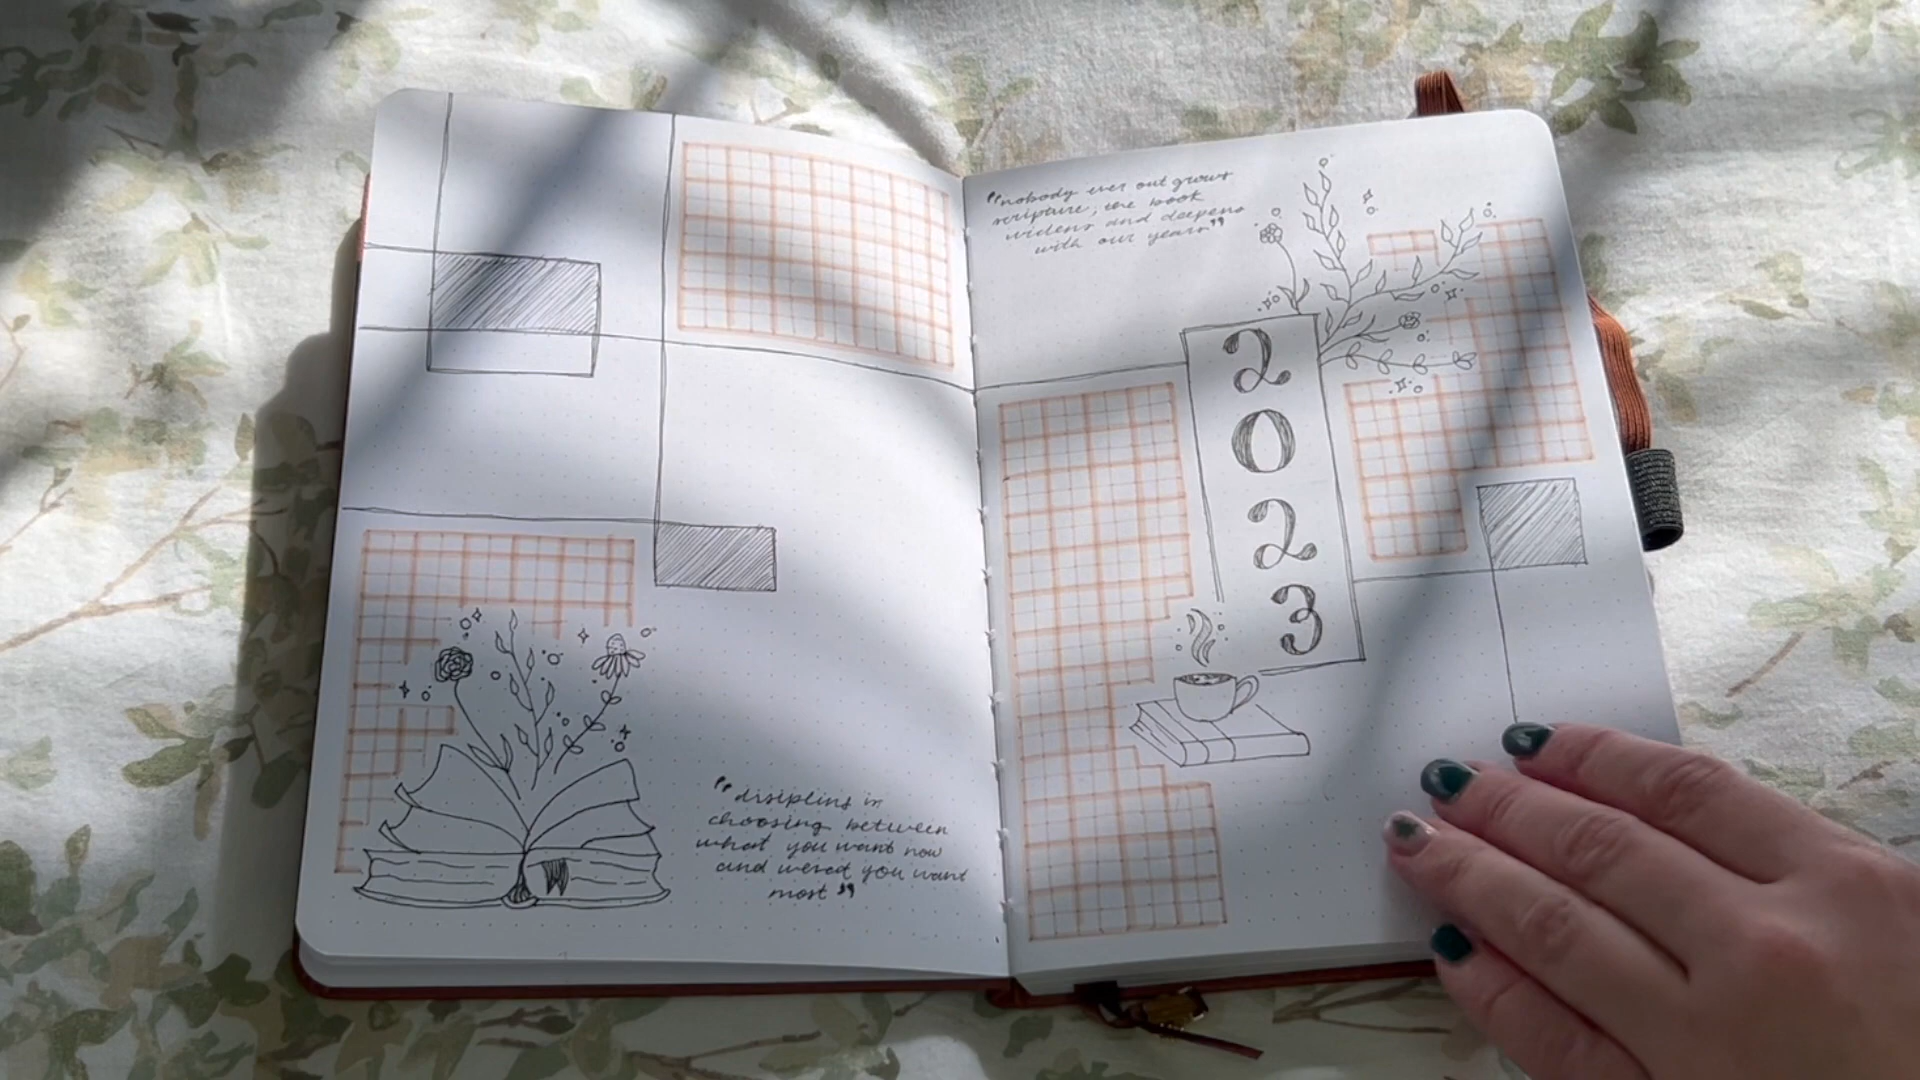 "disipline is
choosing between
what you want now
and what you want
most"
"nobody ever out grows
scripture, the book
widens and deepens
with our years"
2
0
2
3